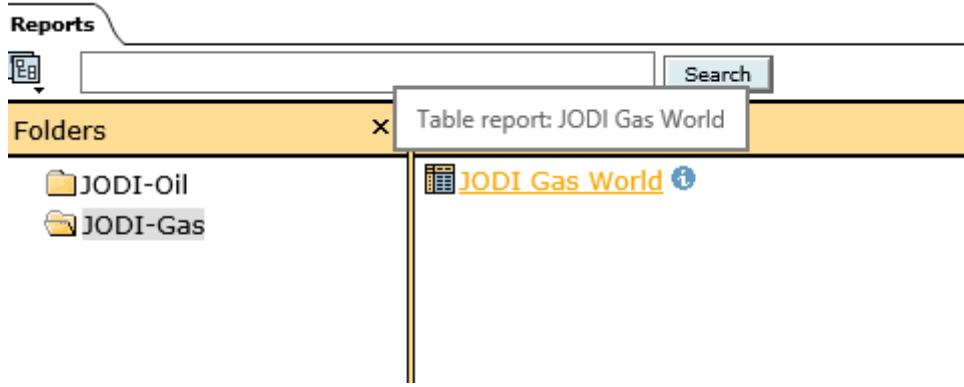 Reports
Search
Table report: JODI Gas World
Folders
JODI-Oil
JODI-Gas
JODI Gas World